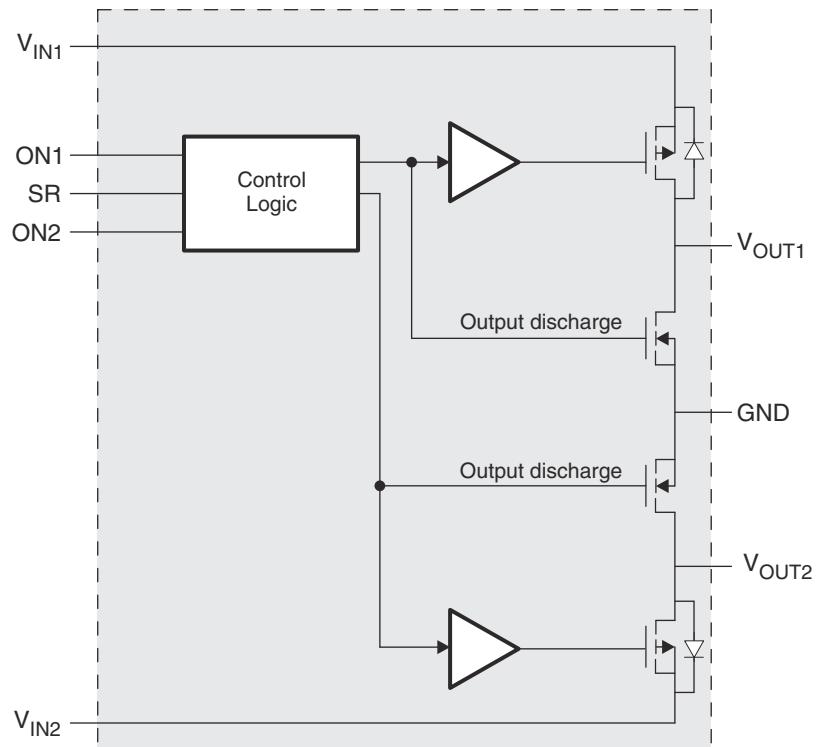 VIN1
ON1
SR
ON2
Control
Logic
VOUT1
Output discharge
GND
Output discharge
VOUT2
VIN2